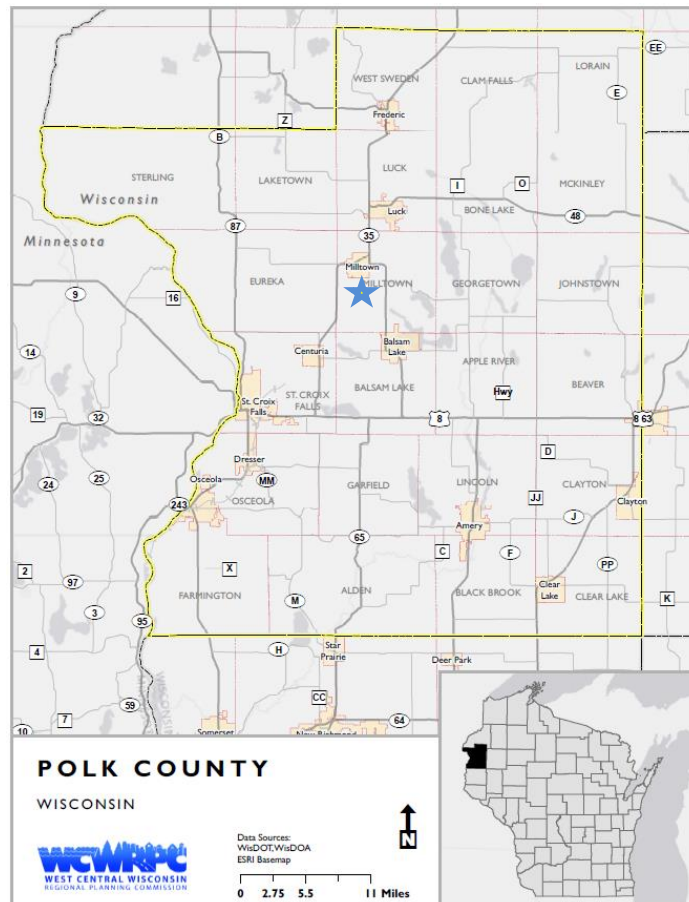 EE
LORAIN
WEST SWEDEN
CLAM FALLS
E
Frederic
Z
B
LUCK
STERLING
LAKETOWN
I
O
MCKINLEY
Wisconsin
Luck
BONE LAKE
48
87
35
Minnesota
Milltown
EUREKA
MILLTOWN
GEORGETOWN
JOHNSTOWN
9
16
Balsam
Lake
14
Centuria
APPLE RIVER
BALSAM LAKE
BEAVER
Hwy
ST. CROIX
FALLS
St. Croix
Falls
19
32
8
8 63
Dresser
D
Osceola
MM
GARFIELD
LINCOLN
CLAYTON
24
25
OSCEOLA
JJ
Clayton
243
Amery
J
65
C
F
2
X
PP
97
FARMINGTON
M
ALDEN
BLACK BROOK
Clear
Lake
CLEAR LAKE
K
3
95
4
H
Star
Prairie
Deer Park
59
CC
7
64
10
Somerset
New Richmond
WISCONSIN
POLK COUNTY
WISCONSIN
N
Data Sources:
WisDOT,WisDOA
ESRI Basemap
WCWRPC
WEST CENTRAL WISCONSIN
REGIONAL PLANNING COMMISSION
0 2.75 5.5 11 Miles